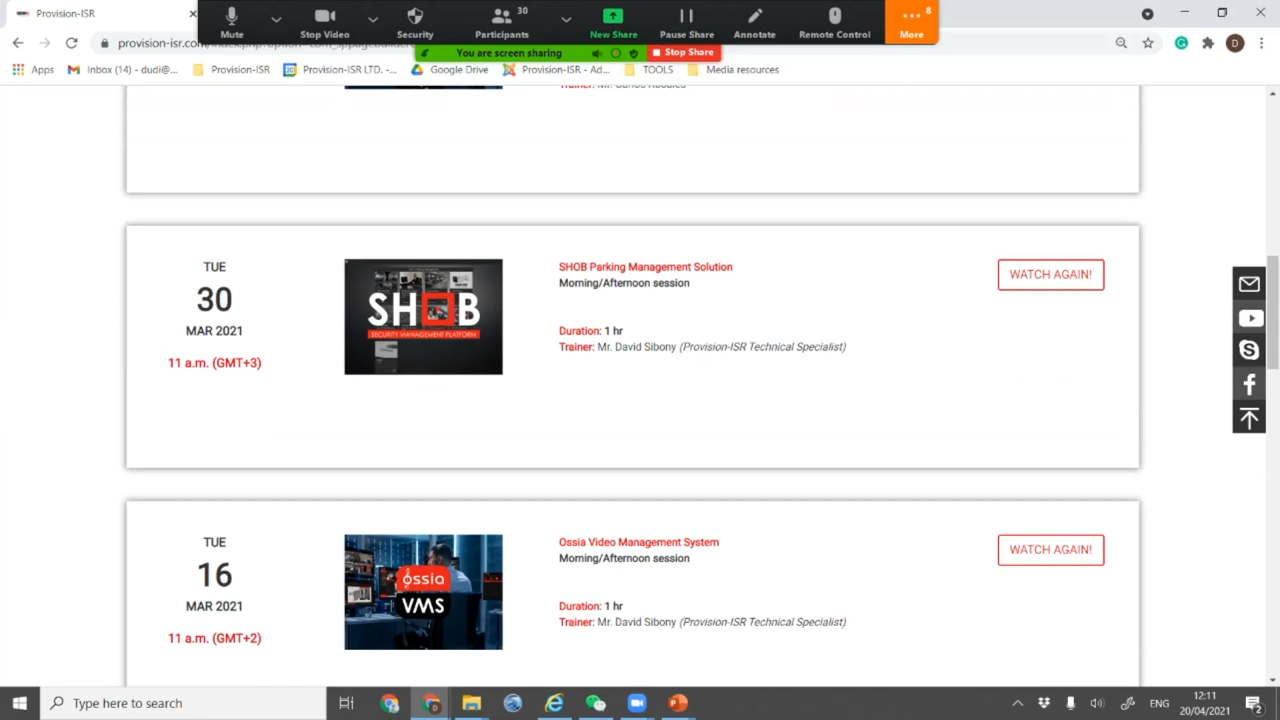 Provision-ISR
Mute
Stop Video
Security
Participants
30
New Share
Pause Share
Annotate
Remote Control
More
8
You are screen sharing
Stop Share
Apps
Inbox (14) - dudi@...
Provision-ISR
Provision-ISR LTD. -...
Google Drive
Provision-ISR - Ad...
TOOLS
Media resources
Trainer: Mr. Carlos Rosales
TUE
30
MAR 2021
11 a.m. (GMT+3)
SHOB
SECURITY MANAGEMENT PLATFORM
SHOB Parking Management Solution
Morning/Afternoon session
Duration: 1 hr
Trainer: Mr. David Sibony (Provision-ISR Technical Specialist)
WATCH AGAIN!
TUE
16
MAR 2021
11 a.m. (GMT+2)
ossia
VMS
Ossia Video Management System
Morning/Afternoon session
Duration: 1 hr
Trainer: Mr. David Sibony (Provision-ISR Technical Specialist)
WATCH AGAIN!
Type here to search
ENG
12:11
20/04/2021
2